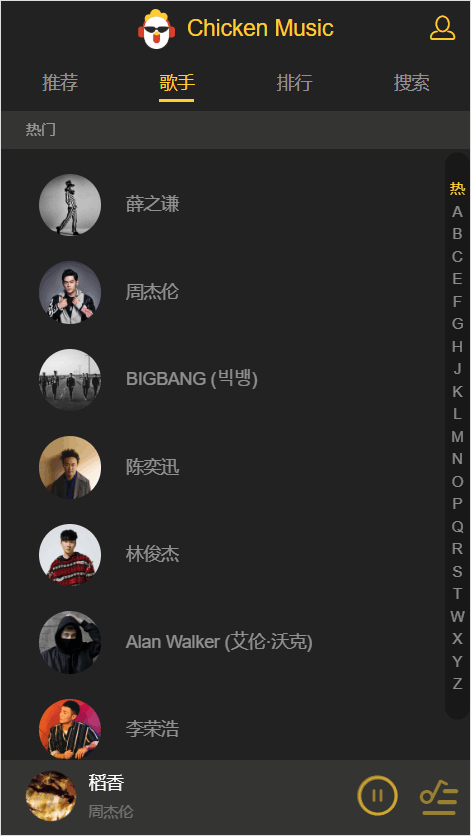 Chicken Music
推荐 歌手 排行 搜索
热门
薛之谦
周杰伦
BIGBANG (빅뱅)
陈奕迅
林俊杰
Alan Walker (艾伦·沃克)
李荣浩
热
A
B
C
E
F
G
H
J
K
L
M
N
O
P
Q
R
S
T
W
X
Y
Z
稻香
周杰伦